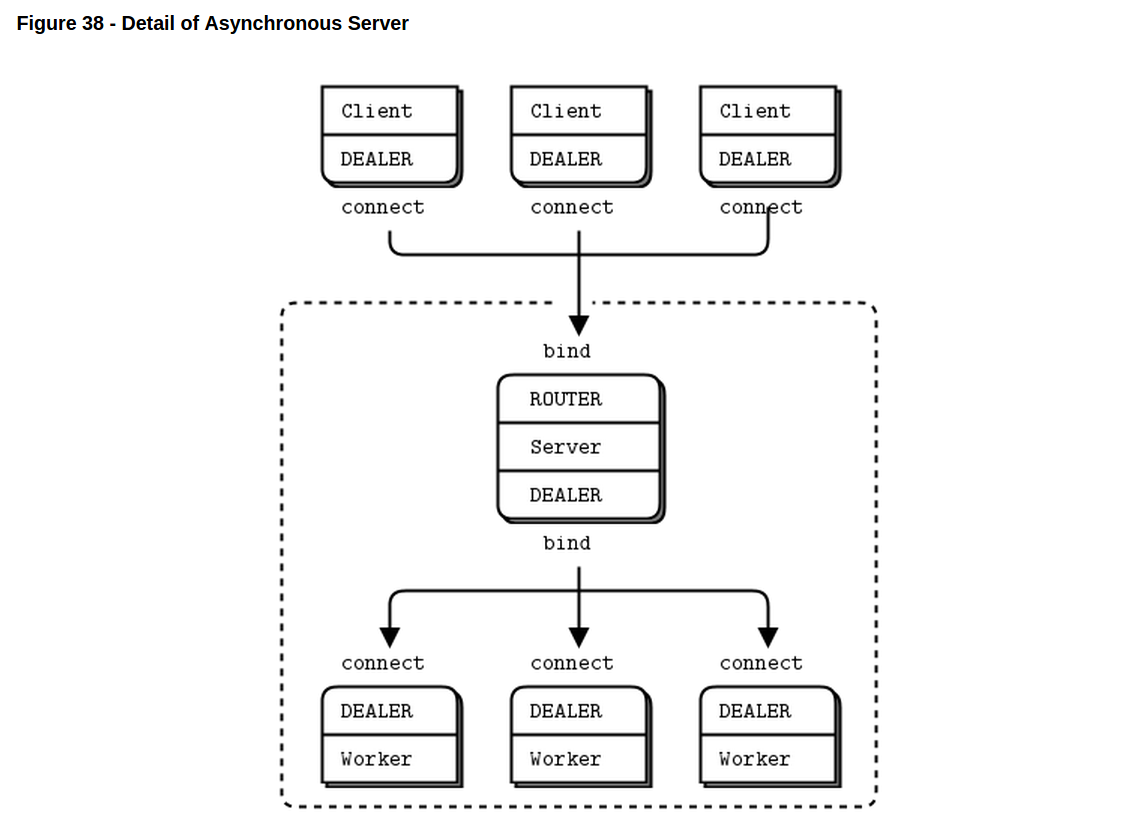 Figure 38 - Detail of Asynchronous Server
Client Client Client
DEALER DEALER DEALER
connect connect connect
bind
ROUTER
Server
DEALER
bind
connect connect connect
DEALER DEALER DEALER
Worker Worker Worker